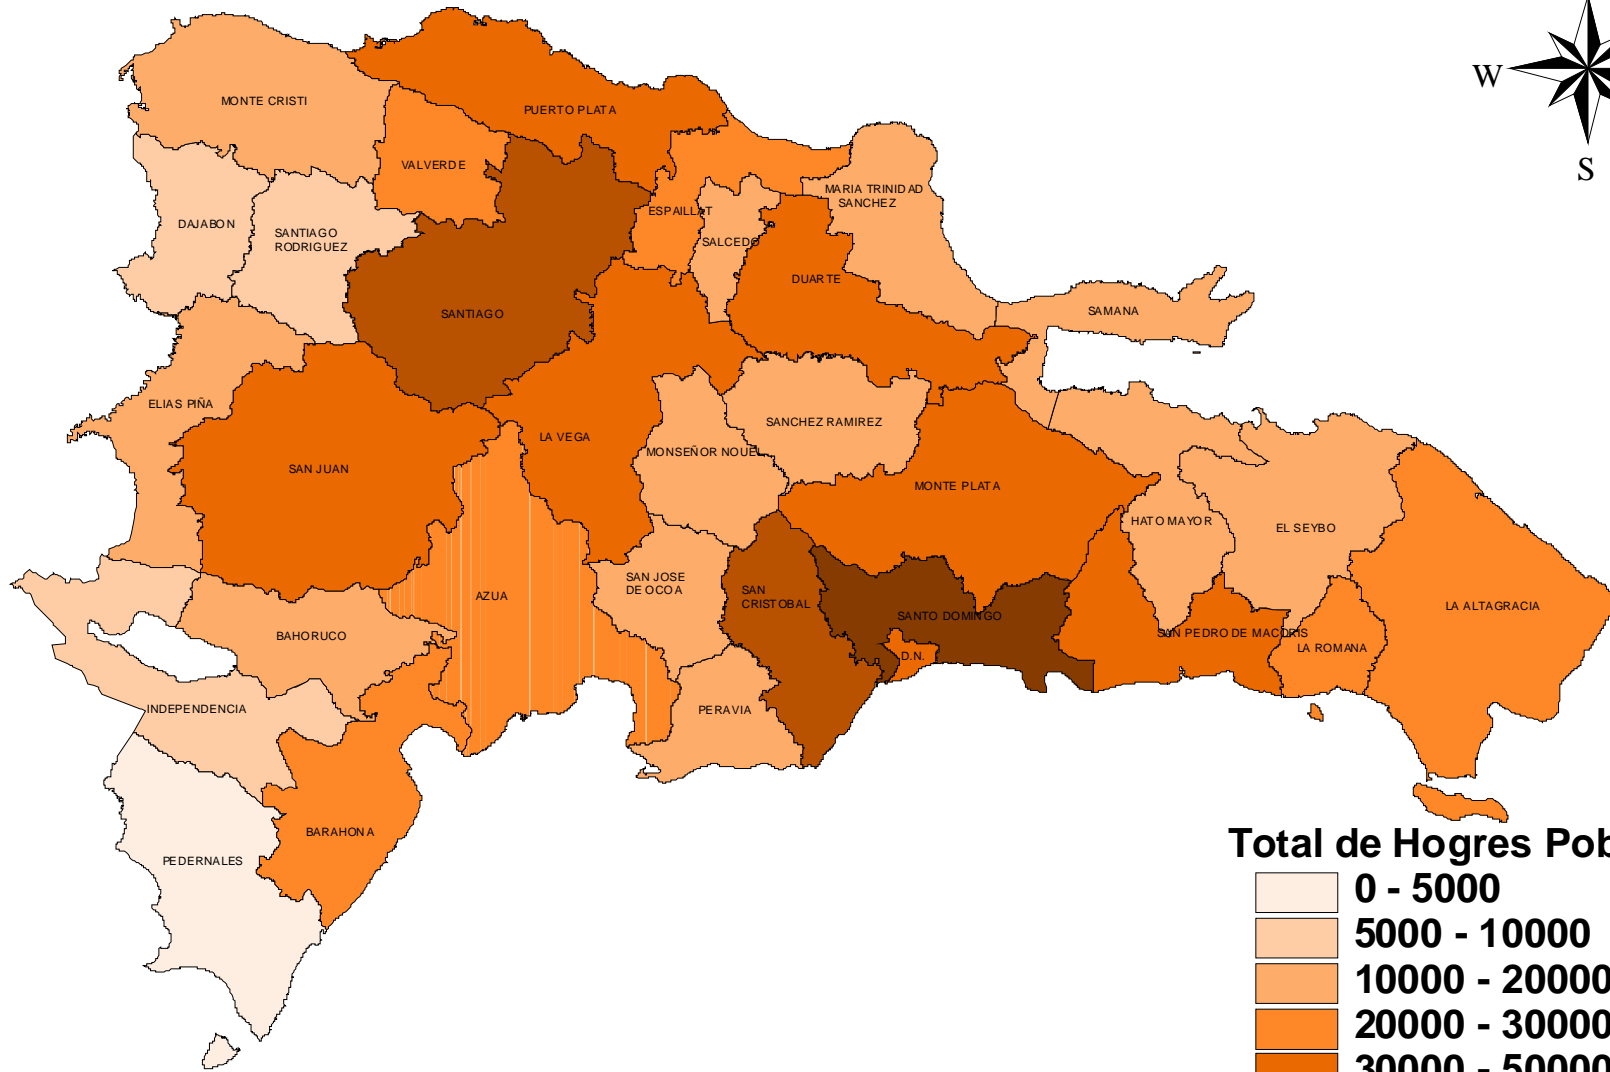 W
S
MONTE CRISTI
PUERTO PLATA
VALVERDE
DAJABON
SANTIAGO
RODRIGUEZ
ESPAILLAT
SALCEDO
MARIA TRINIDAD
SANCHEZ
DUARTE
SANTIAGO
SAMANA
ELIAS PIÑA
SAN JUAN
LA VEGA
MONSEÑOR NOUEL
SANCHEZ RAMIREZ
MONTE PLATA
HATO MAYOR
EL SEYBO
LA ALTAGRACIA
AZUA
SAN JOSE
DE OCOA
SAN
CRISTOBAL
SANTO DOMINGO
D.N.
SAN PEDRO DE MACORIS
LA ROMANA
BAHORUCO
INDEPENDENCIA
PERAVIA
BARAHONA
PEDERNALES
Total de Hogres Pob
0 - 5000
5000 - 10000
10000 - 20000
20000 - 30000
30000 - 50000